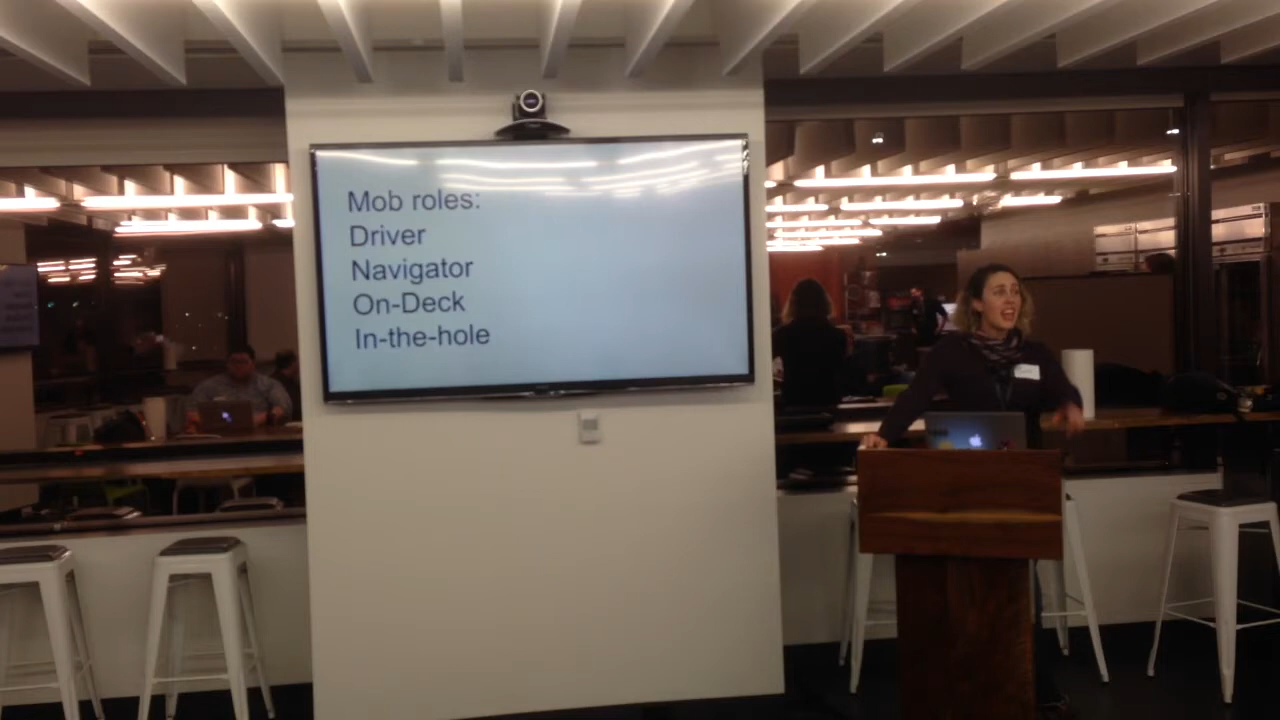 Mob roles:
Driver
Navigator
On-Deck
In-the-hole